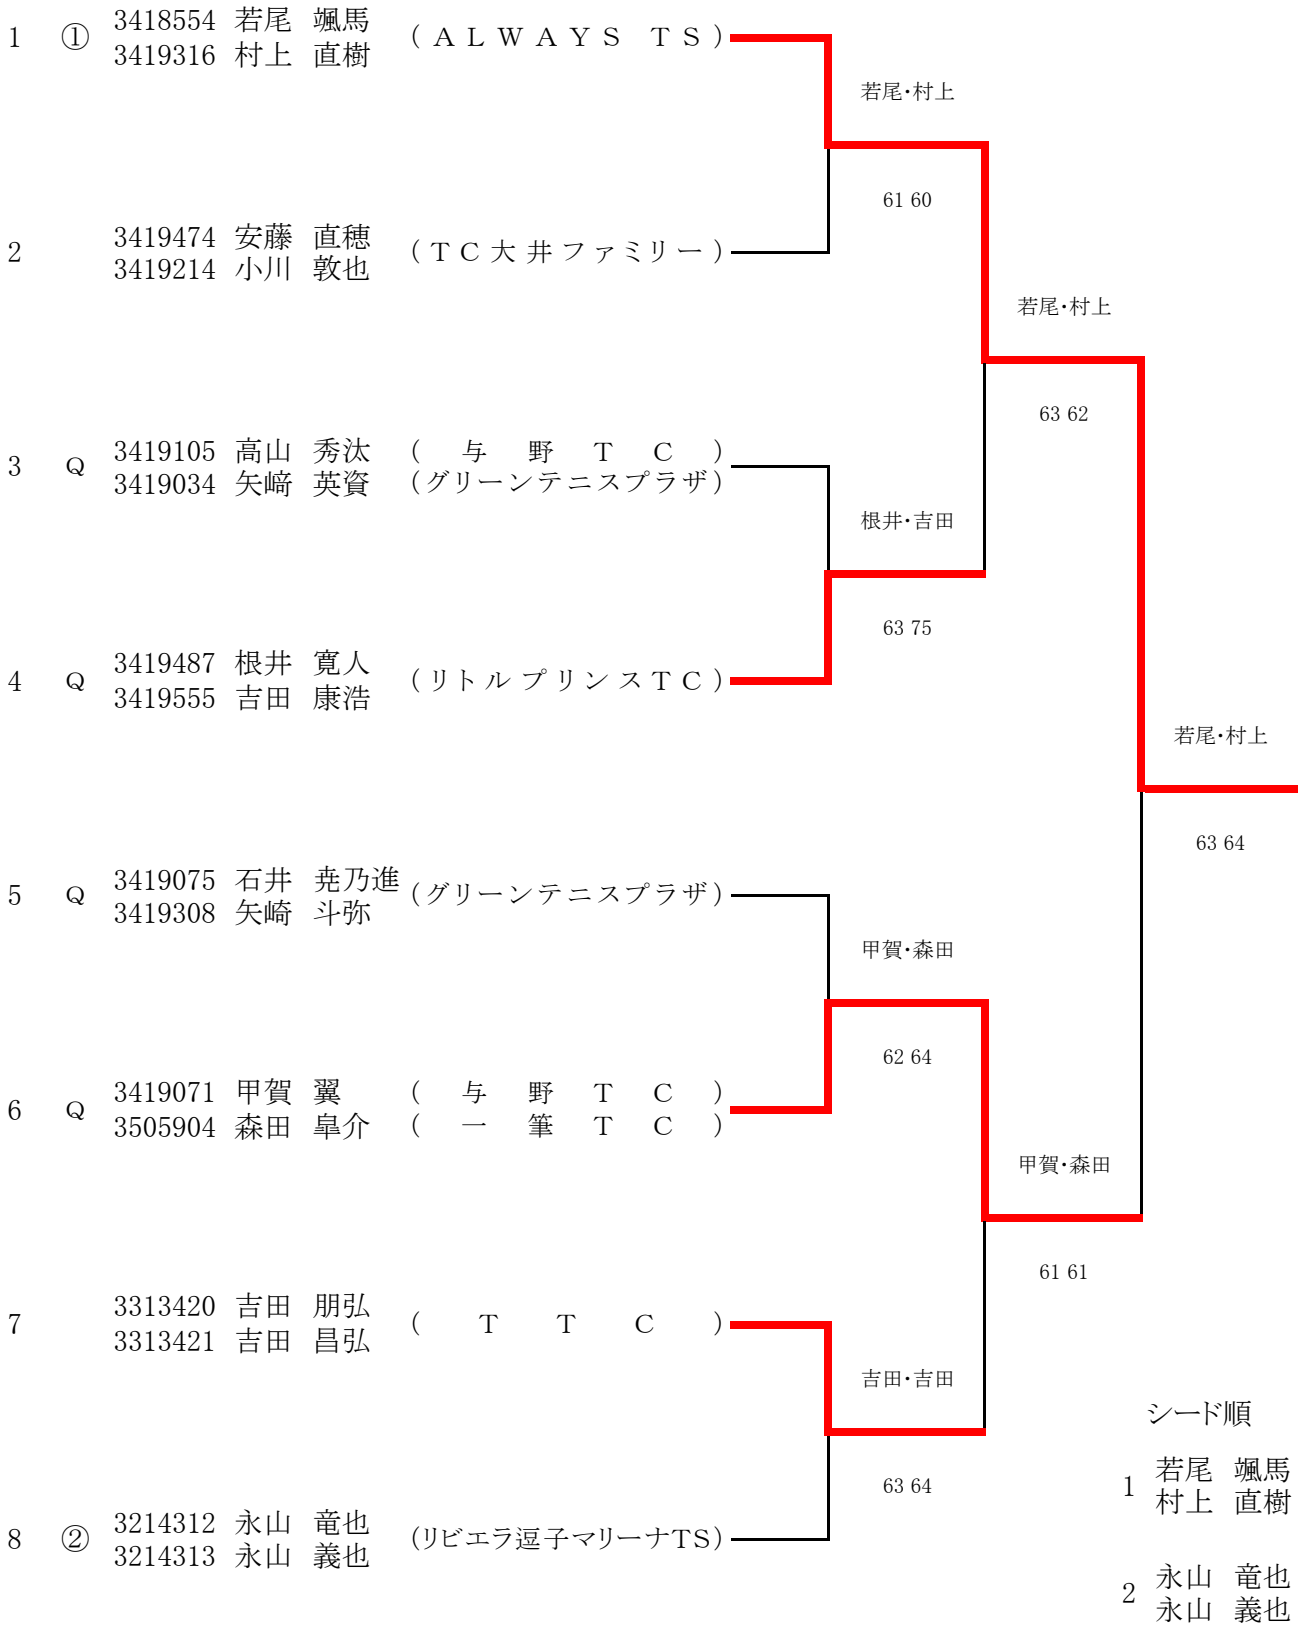 1 ① 3418554 若尾 颯馬 (ALWAYS TS)
3419316 村上 直樹
若尾・村上
61 60
2 3419474 安藤 直穂 (TC大井ファミリー)
3419214 小川 敦也
若尾・村上
63 62
3 Q 3419105 高山 秀汰 (与野TC)
3419034 矢﨑 英資 (グリーンテニスプラザ)
根井・吉田
63 75
4 Q 3419487 根井 寛人 (リトルプリンスTC)
3419555 吉田 康浩
若尾・村上
63 64
5 Q 3419075 石井 尭乃進 (グリーンテニスプラザ)
3419308 矢崎 斗弥
甲賀・森田
62 64
6 Q 3419071 甲賀 翼 (与野TC)
3505904 森田 皐介 (一筆TC)
甲賀・森田
61 61
7 3313420 吉田 朋弘 (TTC)
3313421 吉田 昌弘
吉田・吉田
63 64
8 ② 3214312 永山 竜也 (リビエラ逗子マリーナTS)
3214313 永山 義也
シード順
1 若尾 颯馬
村上 直樹
2 永山 竜也
永山 義也